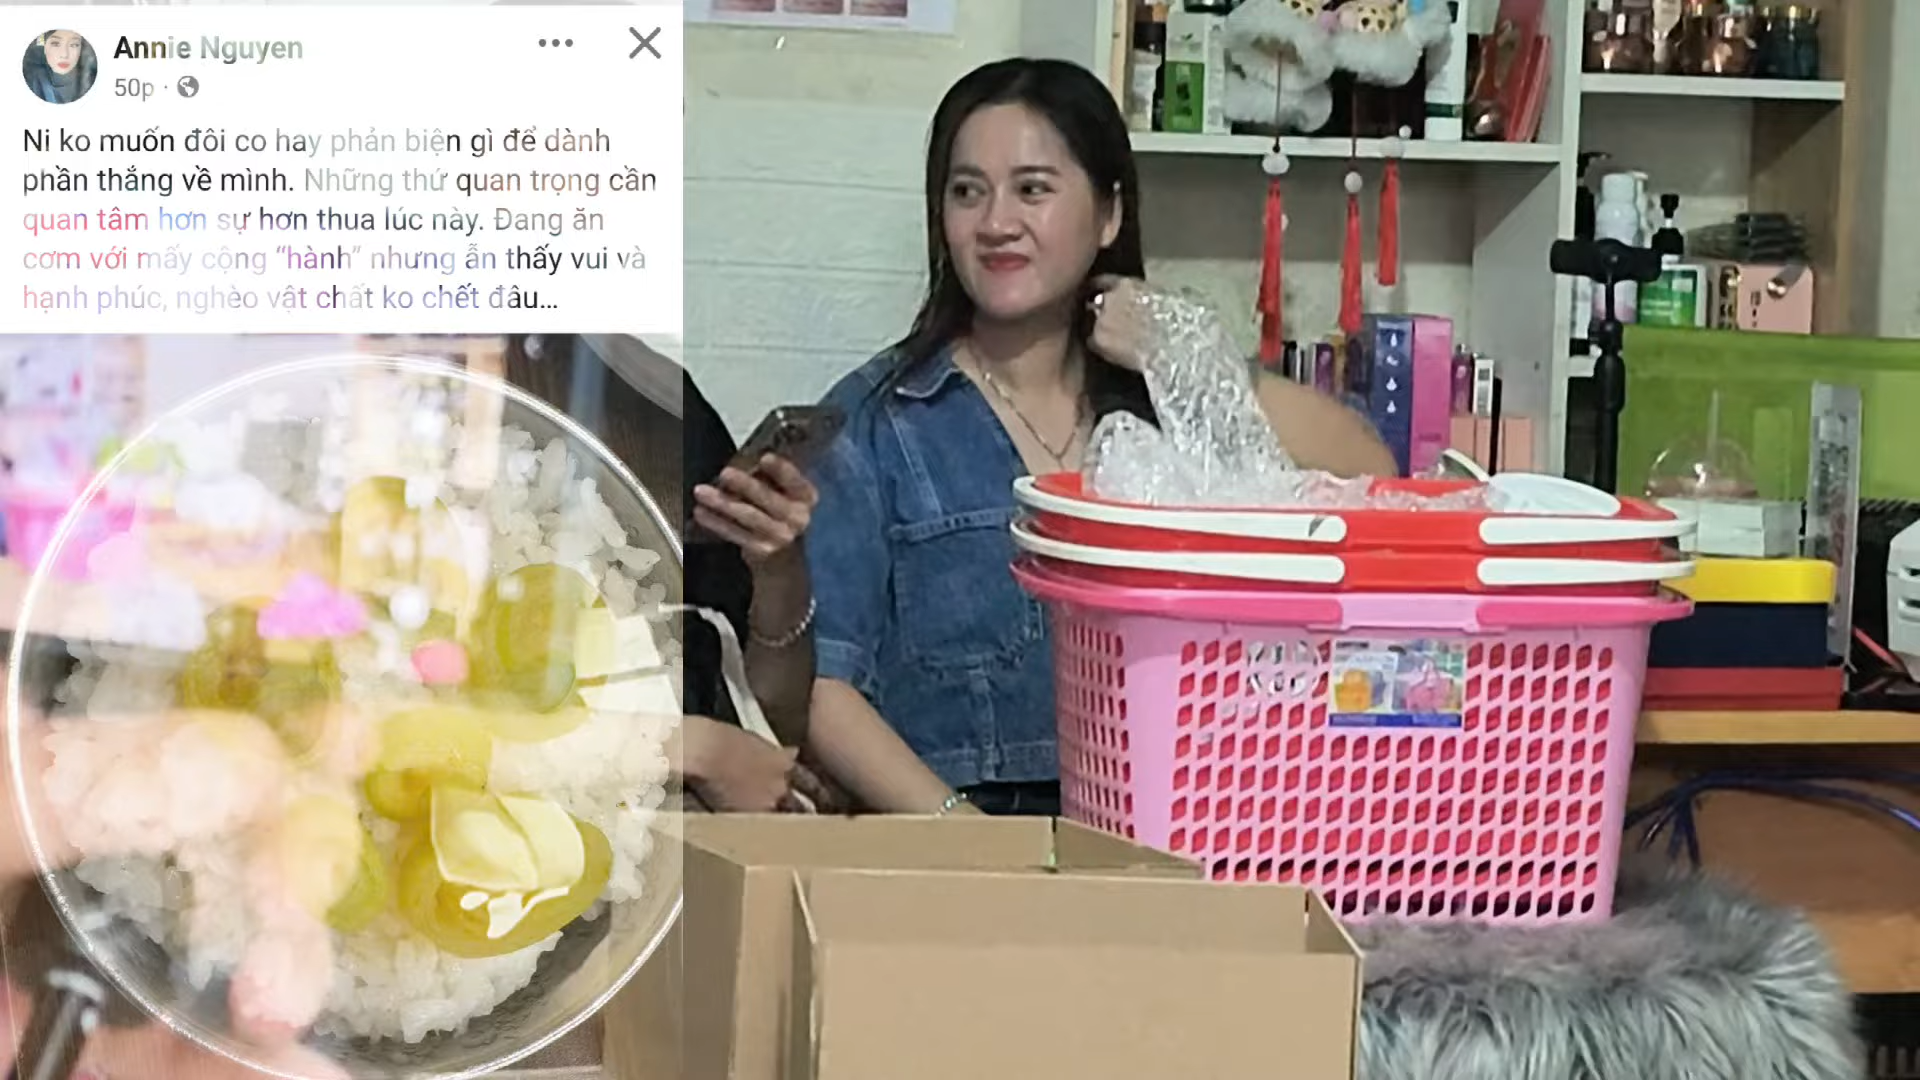 Annie Nguyen
50p
Ni ko muốn đôi co hay phản biện gì để dành
phần thắng về mình. Những thứ quan trọng cần
quan tâm hơn sự hơn thua lúc này. Đang ăn
cơm với mấy cộng “hành” nhưng ẫn thấy vui và
hạnh phúc, nghèo vật chất ko chết đâu...